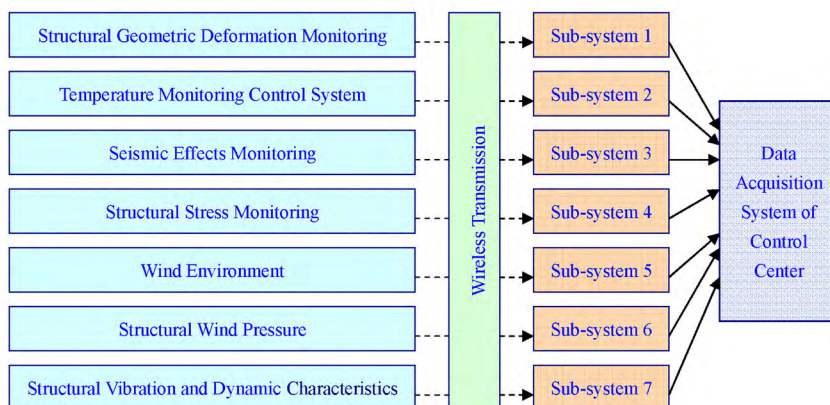 Structural Geometric Deformation Monitoring
Sub-system 1
Temperature Monitoring Control System
Sub-system 2
Seismic Effects Monitoring
Sub-system 3
Structural Stress Monitoring
Sub-system 4
Wind Environment
Sub-system 5
Structural Wind Pressure
Sub-system 6
Structural Vibration and Dynamic Characteristics
Sub-system 7
Wireless Transmission
Data
Acquisition
System of
Control
Center